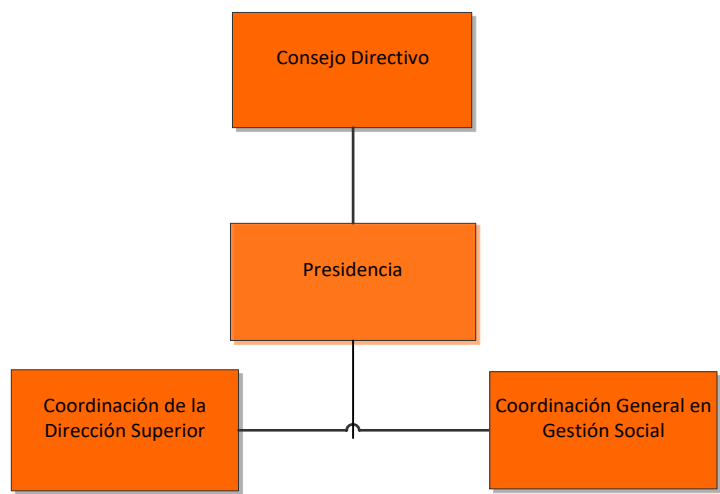 Consejo Directivo
Presidencia
Coordinación de la
Dirección Superior
Coordinación General en
Gestión Social